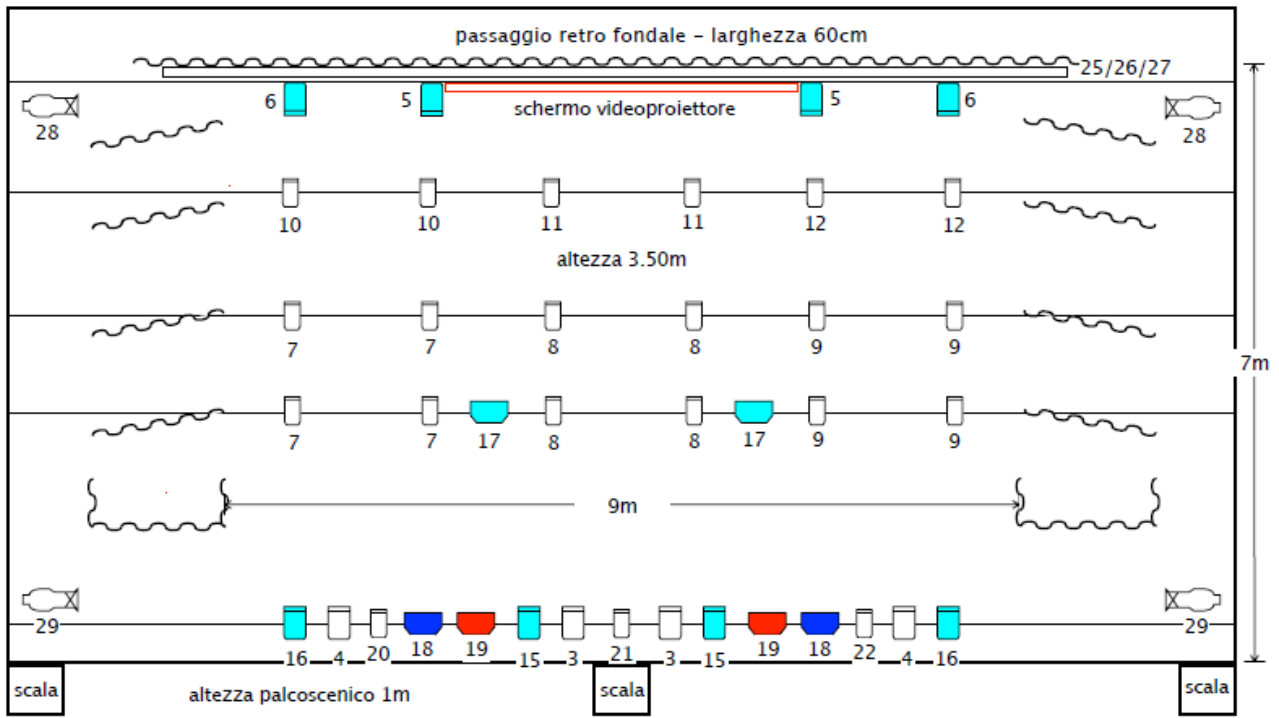 passaggio retro fondale – larghezza 60cm
25/26/27
6 5 5 6
schermo videoproiettore
28 28
10 10 11 11 12 12
altezza 3.50m
7 7 8 8 9 9
7m
7 7 17 8 8 17 9 9
9m
29 29
16 4 20 18 19 15 3 21 3 15 19 18 22 4 16
scala scala scala
altezza palcoscenico 1m